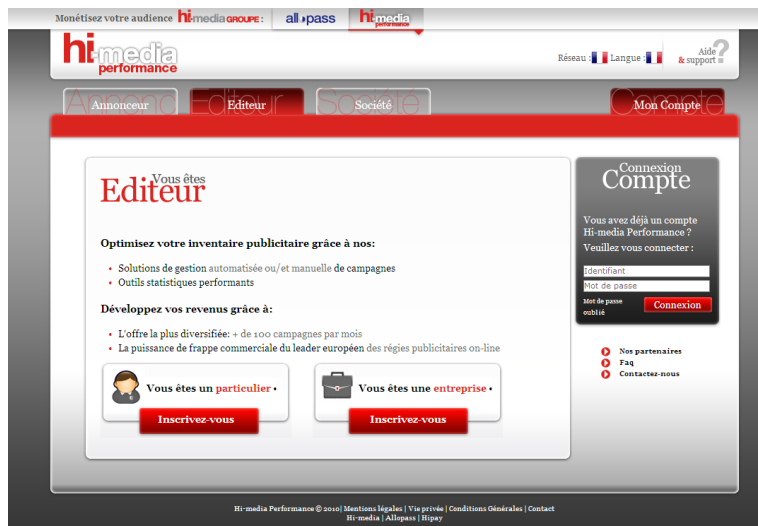 Monétisez votre audience hi-media GROUPE : allopass hi-media performance
hi-media
performance
Réseau : Langue :
Aide
& support ?
Annonceur Editeur Société Mon Compte
Vous êtes
Editeur
Optimisez votre inventaire publicitaire grâce à nos:
• Solutions de gestion automatisée ou/et manuelle de campagnes
• Outils statistiques performants
Développez vos revenus grâce à:
• L'offre la plus diversifiée: + de 100 campagnes par mois
• La puissance de frappe commerciale du leader européen des régies publicitaires on-line
Vous êtes un particulier •
Inscrivez-vous
Vous êtes une entreprise •
Inscrivez-vous
Connexion
Compte
Vous avez déjà un compte
Hi-media Performance ?
Veuillez vous connecter :
Identifiant
Mot de passe
Mot de passe
oublié
Connexion
Nos partenaires
Faq
Contactez-nous
Hi-media Performance © 2010| Mentions légales | Vie privée | Conditions Générales | Contact
Hi-media | Allopass | Hipay